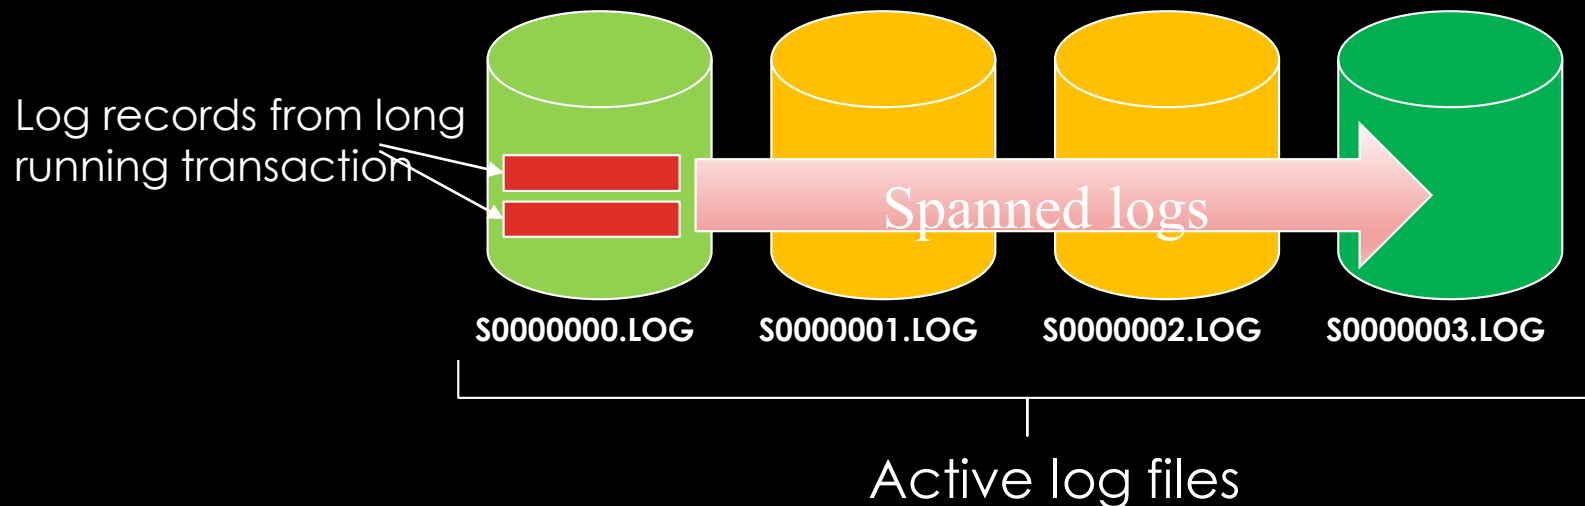 Log records from long
running transaction
Spanned logs
S0000000.LOG
S0000001.LOG
S0000002.LOG
S0000003.LOG
Active log files